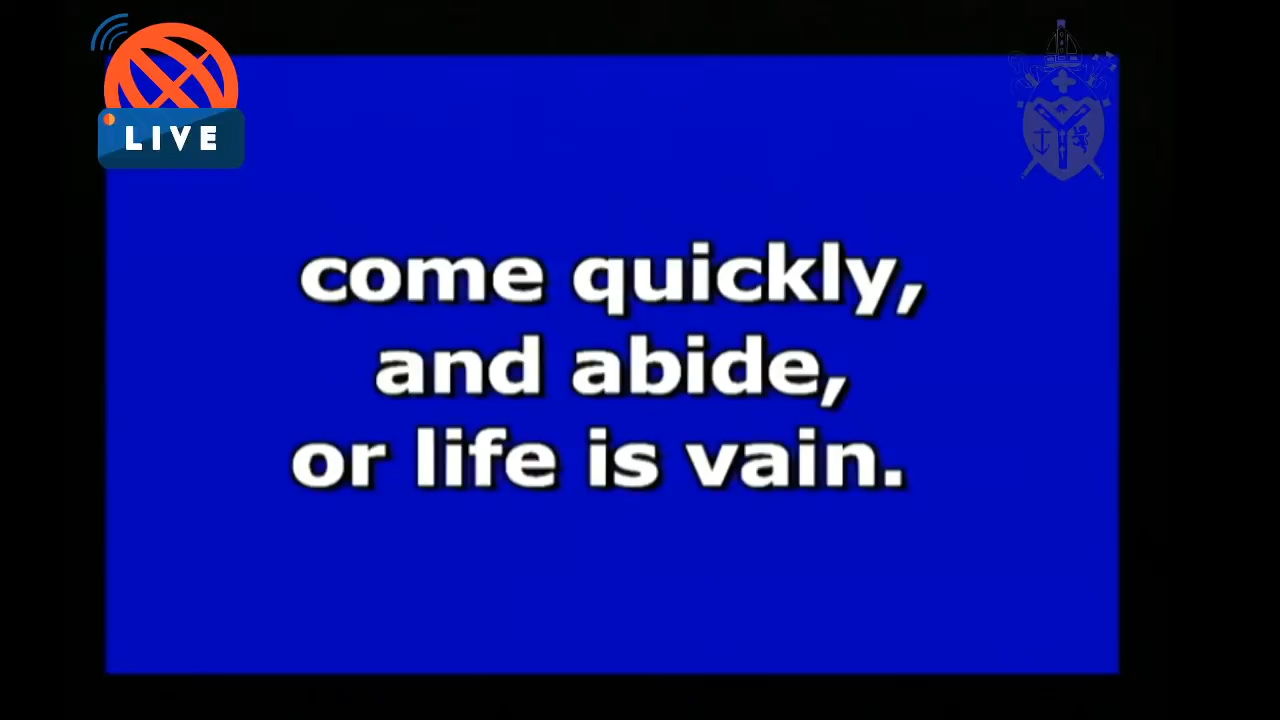 LIVE
come quickly,
and abide,
or life is vain.